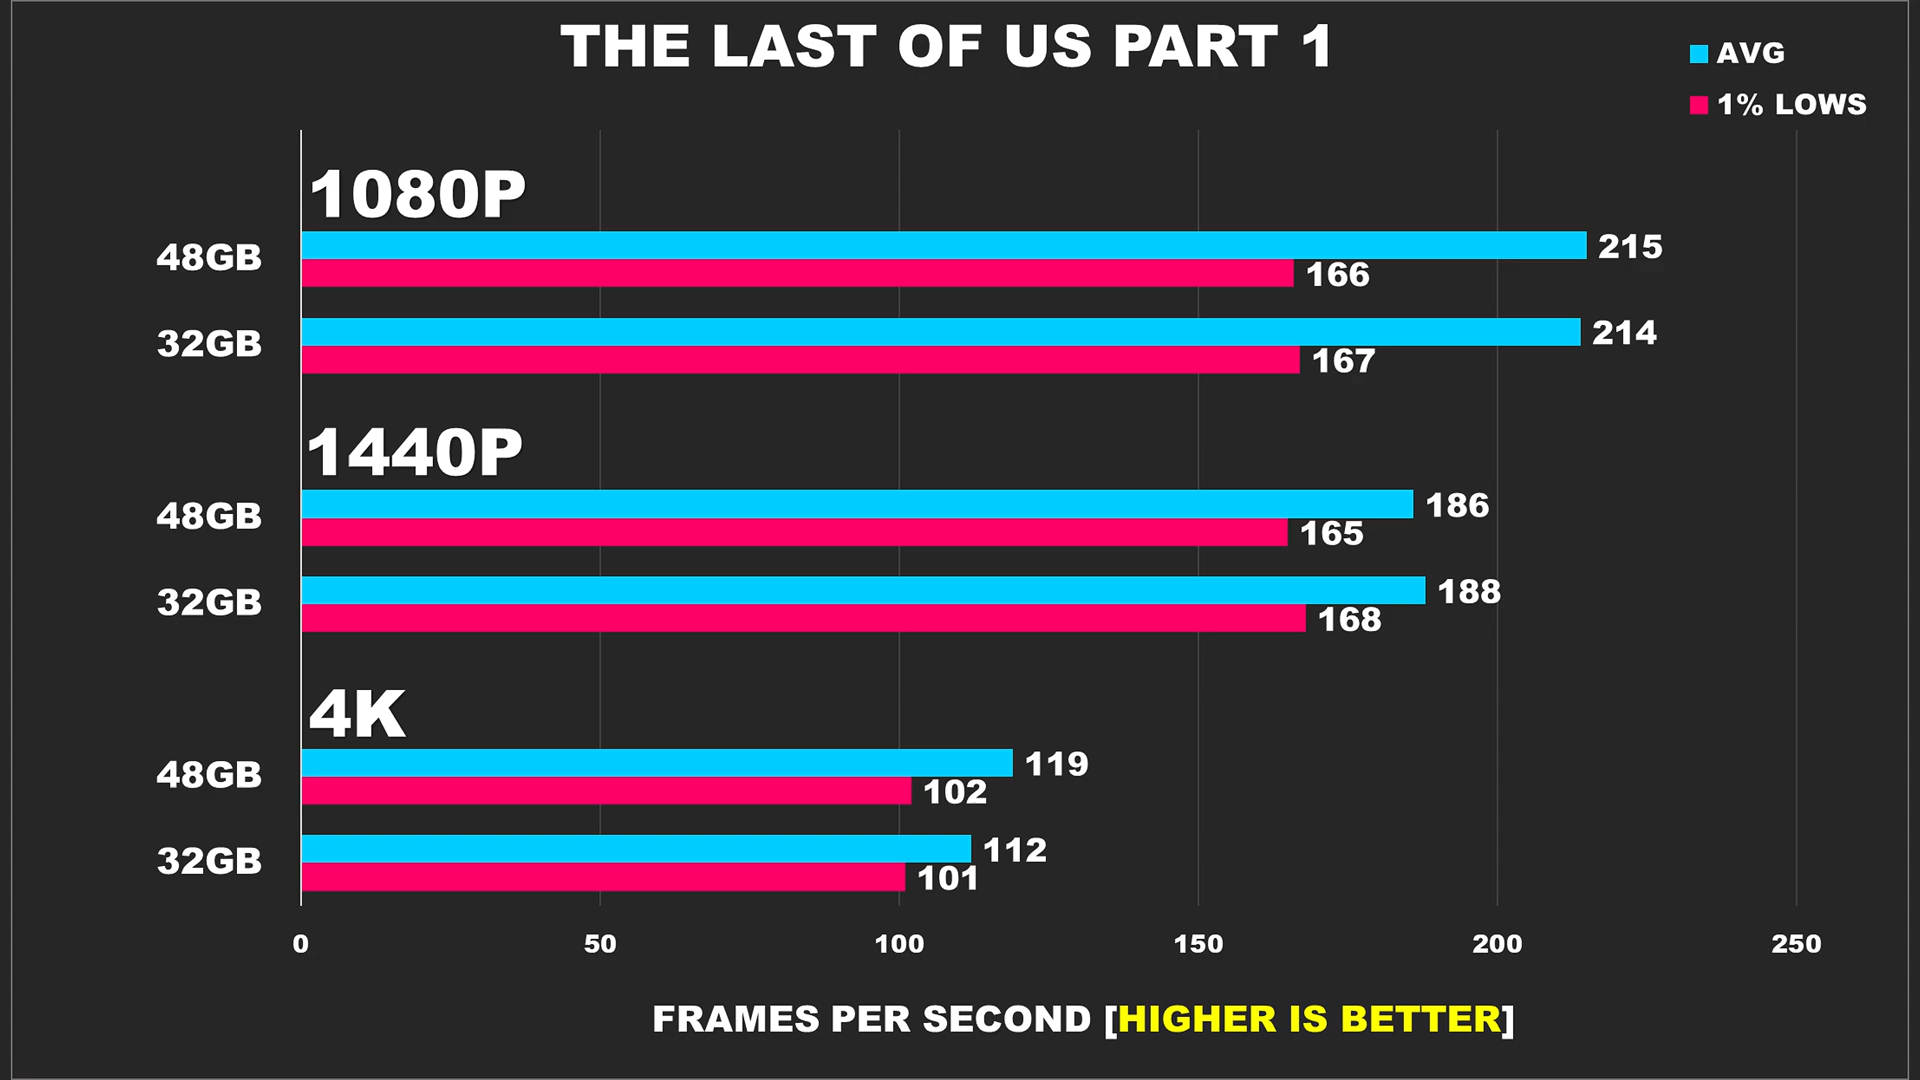 THE LAST OF US PART 1
AVG
1% LOWS
1080P
48GB
215
166
32GB
214
167
1440P
48GB
186
165
32GB
188
168
4K
48GB
119
102
32GB
112
101
0 50 100 150 200 250
FRAMES PER SECOND [HIGHER IS BETTER]